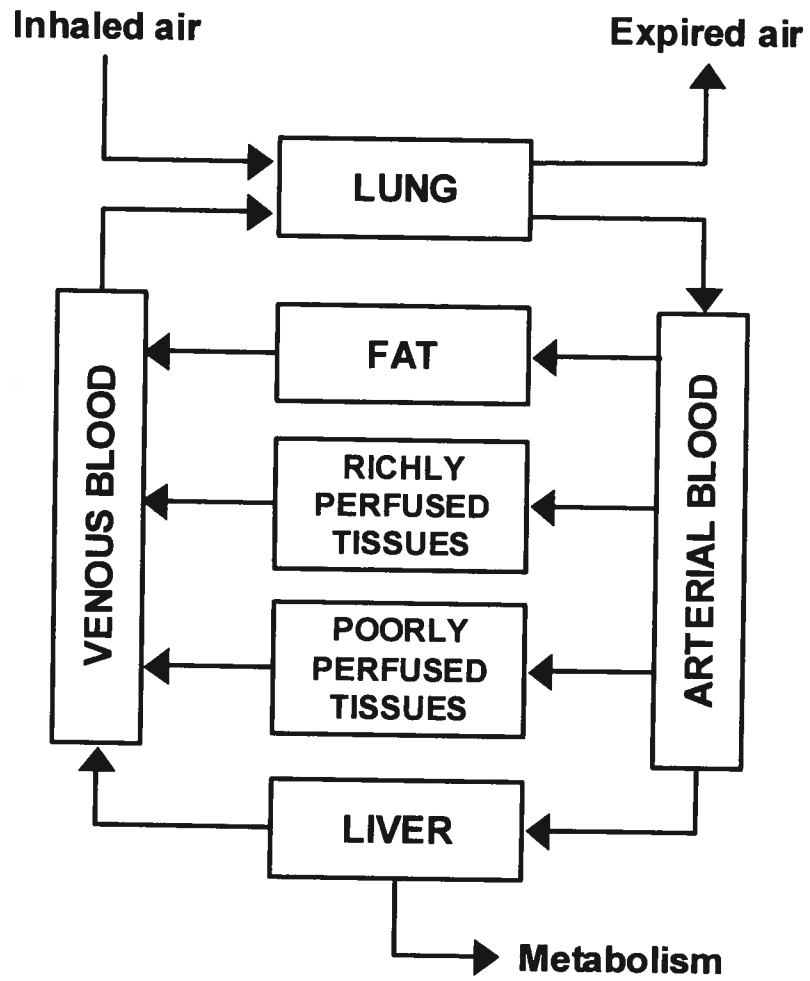 Inhaled air
Expired air
LUNG
FAT
VENOUS BLOOD
ARTERIAL BLOOD
RICHLY
PERFUSED
TISSUES
POORLY
PERFUSED
TISSUES
LIVER
Metabolism